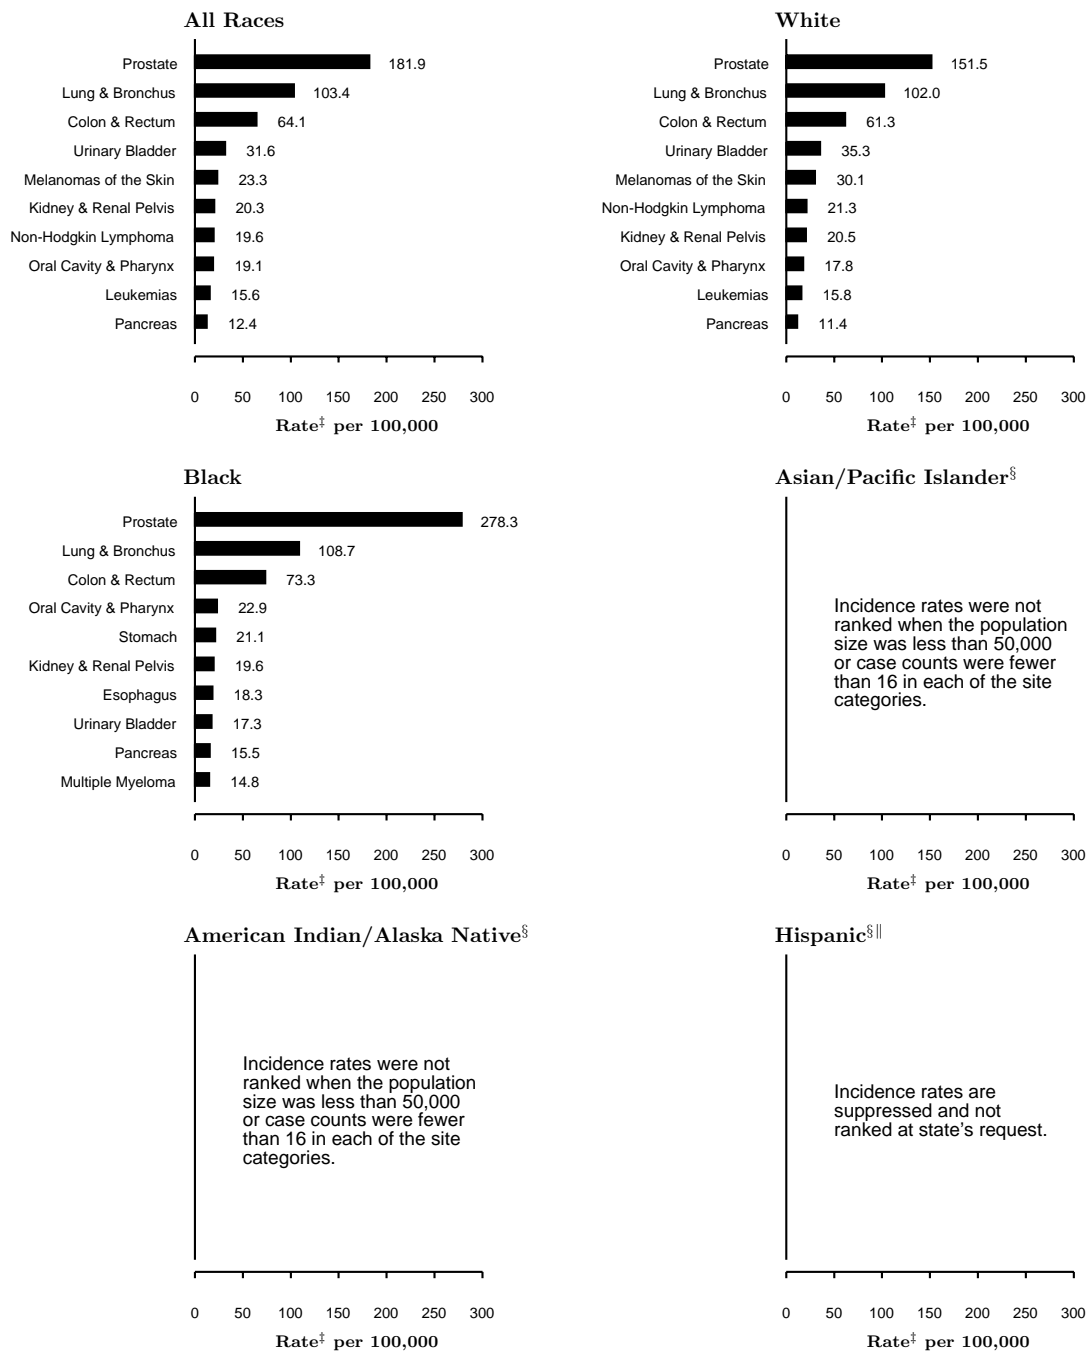 All Races
Prostate 181.9
Lung & Bronchus 103.4
Colon & Rectum 64.1
Urinary Bladder 31.6
Melanomas of the Skin 23.3
Kidney & Renal Pelvis 20.3
Non-Hodgkin Lymphoma 19.6
Oral Cavity & Pharynx 19.1
Leukemias 15.6
Pancreas 12.4
0 50 100 150 200 250 300
Rate‡ per 100,000
White
Prostate 151.5
Lung & Bronchus 102.0
Colon & Rectum 61.3
Urinary Bladder 35.3
Melanomas of the Skin 30.1
Non-Hodgkin Lymphoma 21.3
Kidney & Renal Pelvis 20.5
Oral Cavity & Pharynx 17.8
Leukemias 15.8
Pancreas 11.4
0 50 100 150 200 250 300
Rate‡ per 100,000
Black
Prostate 278.3
Lung & Bronchus 108.7
Colon & Rectum 73.3
Oral Cavity & Pharynx 22.9
Stomach 21.1
Kidney & Renal Pelvis 19.6
Esophagus 18.3
Urinary Bladder 17.3
Pancreas 15.5
Multiple Myeloma 14.8
0 50 100 150 200 250 300
Rate‡ per 100,000
Asian/Pacific Islander§
Incidence rates were not
ranked when the population
size was less than 50,000
or case counts were fewer
than 16 in each of the site
categories.
0 50 100 150 200 250 300
Rate‡ per 100,000
American Indian/Alaska Native§
Incidence rates were not
ranked when the population
size was less than 50,000
or case counts were fewer
than 16 in each of the site
categories.
0 50 100 150 200 250 300
Rate‡ per 100,000
Hispanic§‖
Incidence rates are
suppressed and not
ranked at state's request.
0 50 100 150 200 250 300
Rate‡ per 100,000